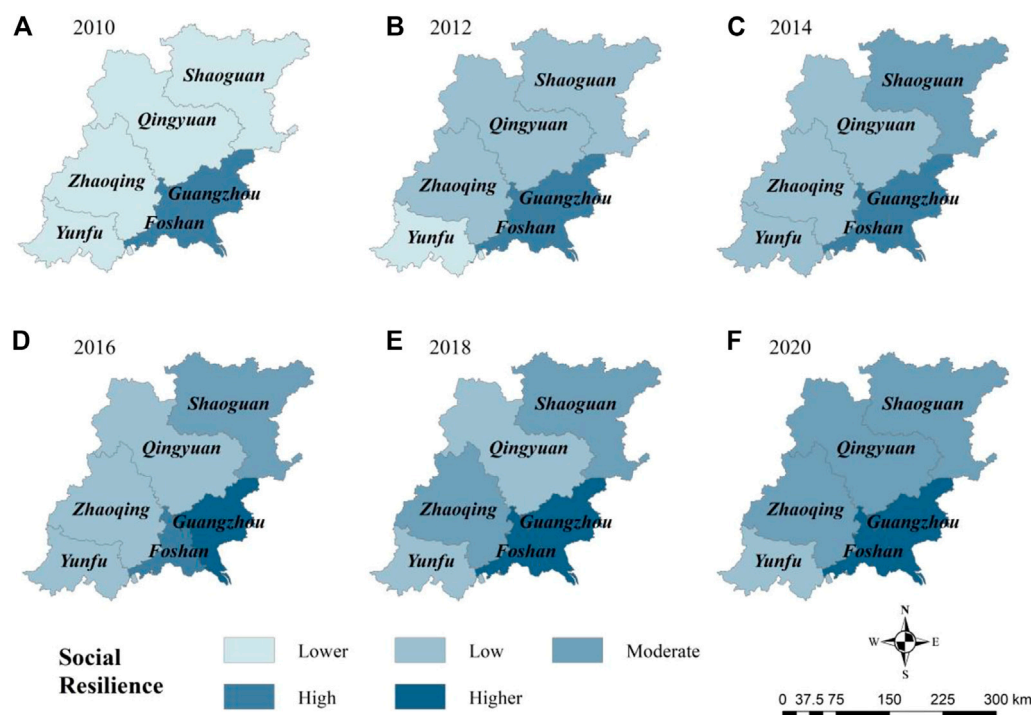 A 2010
Shaoguan
Qingyuan
Zhaoqing
Guangzhou
Foshan
Yunfu
B 2012
Shaoguan
Qingyuan
Zhaoqing
Guangzhou
Foshan
Yunfu
C 2014
Shaoguan
Qingyuan
Zhaoqing
Guangzhou
Foshan
Yunfu
D 2016
Shaoguan
Qingyuan
Zhaoqing
Guangzhou
Foshan
Yunfu
E 2018
Shaoguan
Qingyuan
Zhaoqing
Guangzhou
Foshan
Yunfu
F 2020
Shaoguan
Qingyuan
Zhaoqing
Guangzhou
Foshan
Yunfu
Social
Resilience
Lower
Low
Moderate
High
Higher
N
W E
S
0 37.5 75 150 225 300 km